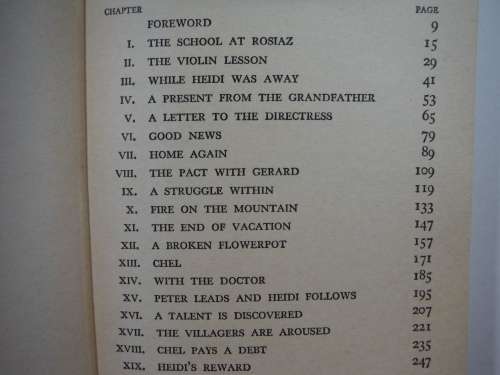 CHAPTER PAGE
FOREWORD 9
I. THE SCHOOL AT ROSIAZ 15
II. THE VIOLIN LESSON 29
III. WHILE HEIDI WAS AWAY 41
IV. A PRESENT FROM THE GRANDFATHER 53
V. A LETTER TO THE DIRECTRESS 65
VI. GOOD NEWS 79
VII. HOME AGAIN 89
VIII. THE PACT WITH GERARD 109
IX. A STRUGGLE WITHIN 119
X. FIRE ON THE MOUNTAIN 133
XI. THE END OF VACATION 147
XII. A BROKEN FLOWERPOT 157
XIII. CHEL 171
XIV. WITH THE DOCTOR 185
XV. PETER LEADS AND HEIDI FOLLOWS 195
XVI. A TALENT IS DISCOVERED 207
XVII. THE VILLAGERS ARE AROUSED 221
XVIII. CHEL PAYS A DEBT 235
XIX. HEIDI'S REWARD 247